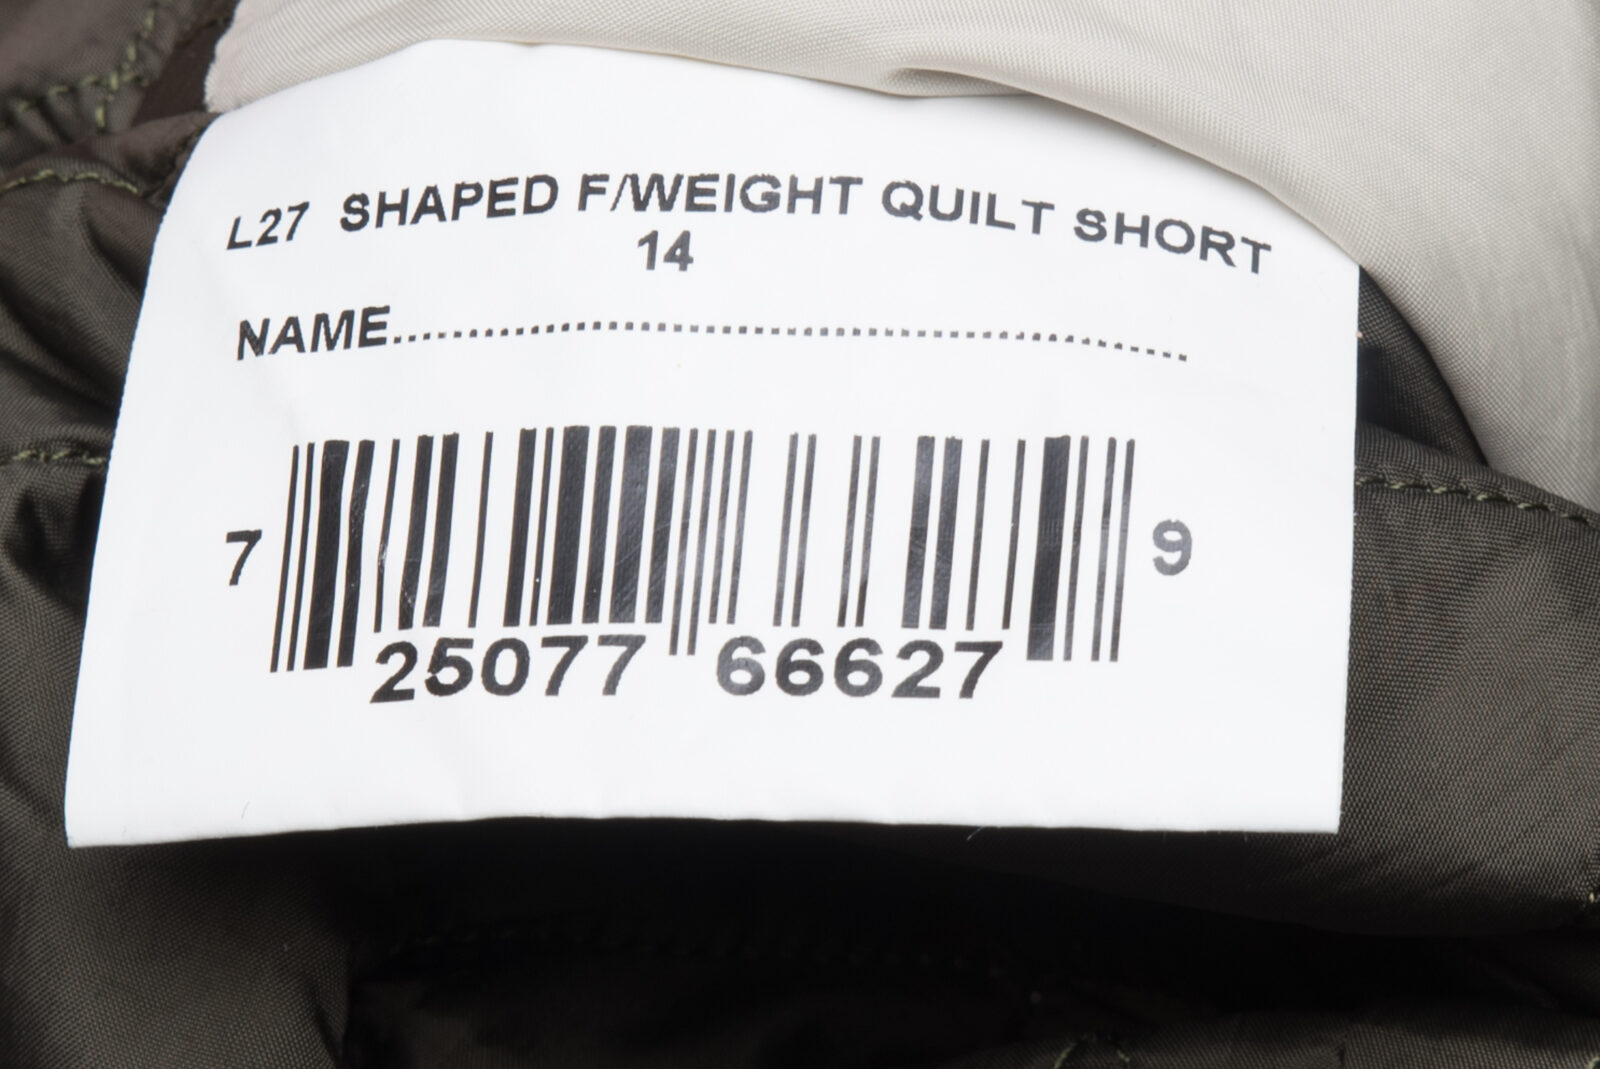 L27 SHAPED F/WEIGHT QUILT SHORT
14
NAME.......................................................
7 25077 66627 9